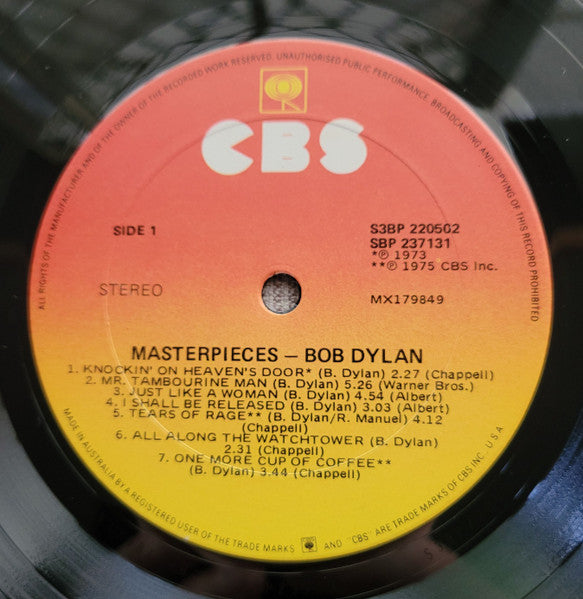 ALL RIGHTS OF THE MANUFACTURER AND OF THE OWNER OF THE RECORDED WORK RESERVED. UNAUTHORISED PUBLIC PERFORMANCE, BROADCASTING AND COPYING OF THIS RECORD PROHIBITED
CBS
SIDE 1
STEREO
S3BP 220502
SBP 237131
*℗ 1973
**℗ 1975 CBS Inc.
MX179849
MASTERPIECES – BOB DYLAN
1. KNOCKIN' ON HEAVEN'S DOOR* (B. Dylan) 2.27 (Chappell)
2. MR. TAMBOURINE MAN (B. Dylan) 5.26 (Warner Bros.)
3. JUST LIKE A WOMAN (B. Dylan) 4.54 (Albert)
4. I SHALL BE RELEASED (B. Dylan) 3.03 (Albert)
5. TEARS OF RAGE** (B. Dylan/R. Manuel) 4.12
(Chappell)
6. ALL ALONG THE WATCHTOWER (B. Dylan)
2.31 (Chappell)
7. ONE MORE CUP OF COFFEE**
(B. Dylan) 3.44 (Chappell)
MADE IN AUSTRALIA BY A REGISTERED USER OF THE TRADE MARKS AND "CBS" ARE TRADE MARKS OF CBS INC. U.S.A.